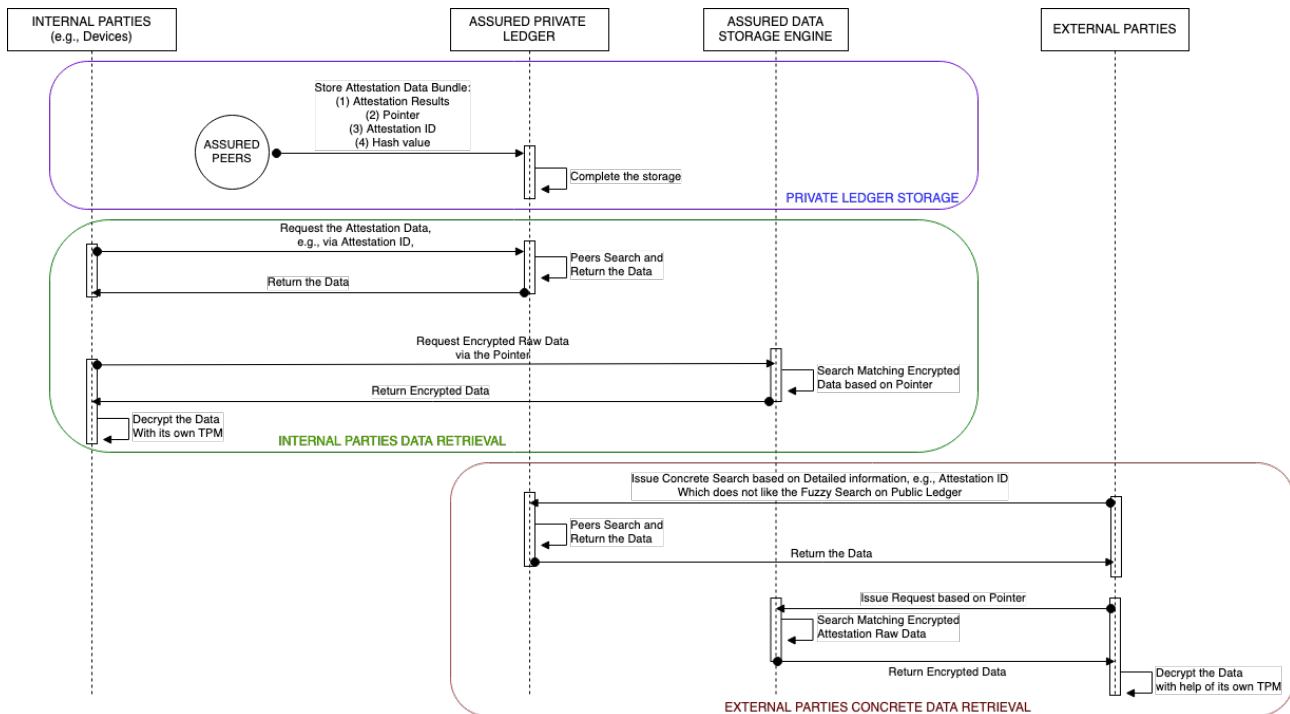 INTERNAL PARTIES
(e.g., Devices)
ASSURED PRIVATE
LEDGER
ASSURED DATA
STORAGE ENGINE
EXTERNAL PARTIES
Store Attestation Data Bundle:
(1) Attestation Results
(2) Pointer
(3) Attestation ID
(4) Hash value
ASSURED
PEERS
Complete the storage
PRIVATE LEDGER STORAGE
Request the Attestation Data,
e.g., via Attestation ID,
Peers Search and
Return the Data
Return the Data
Request Encrypted Raw Data
via the Pointer
Search Matching Encrypted
Data based on Pointer
Return Encrypted Data
Decrypt the Data
With its own TPM
INTERNAL PARTIES DATA RETRIEVAL
Issue Concrete Search based on Detailed information, e.g., Attestation ID
Which does not like the Fuzzy Search on Public Ledger
Peers Search and
Return the Data
Return the Data
Issue Request based on Pointer
Search Matching Encrypted
Attestation Raw Data
Return Encrypted Data
Decrypt the Data
with help of its own TPM
EXTERNAL PARTIES CONCRETE DATA RETRIEVAL